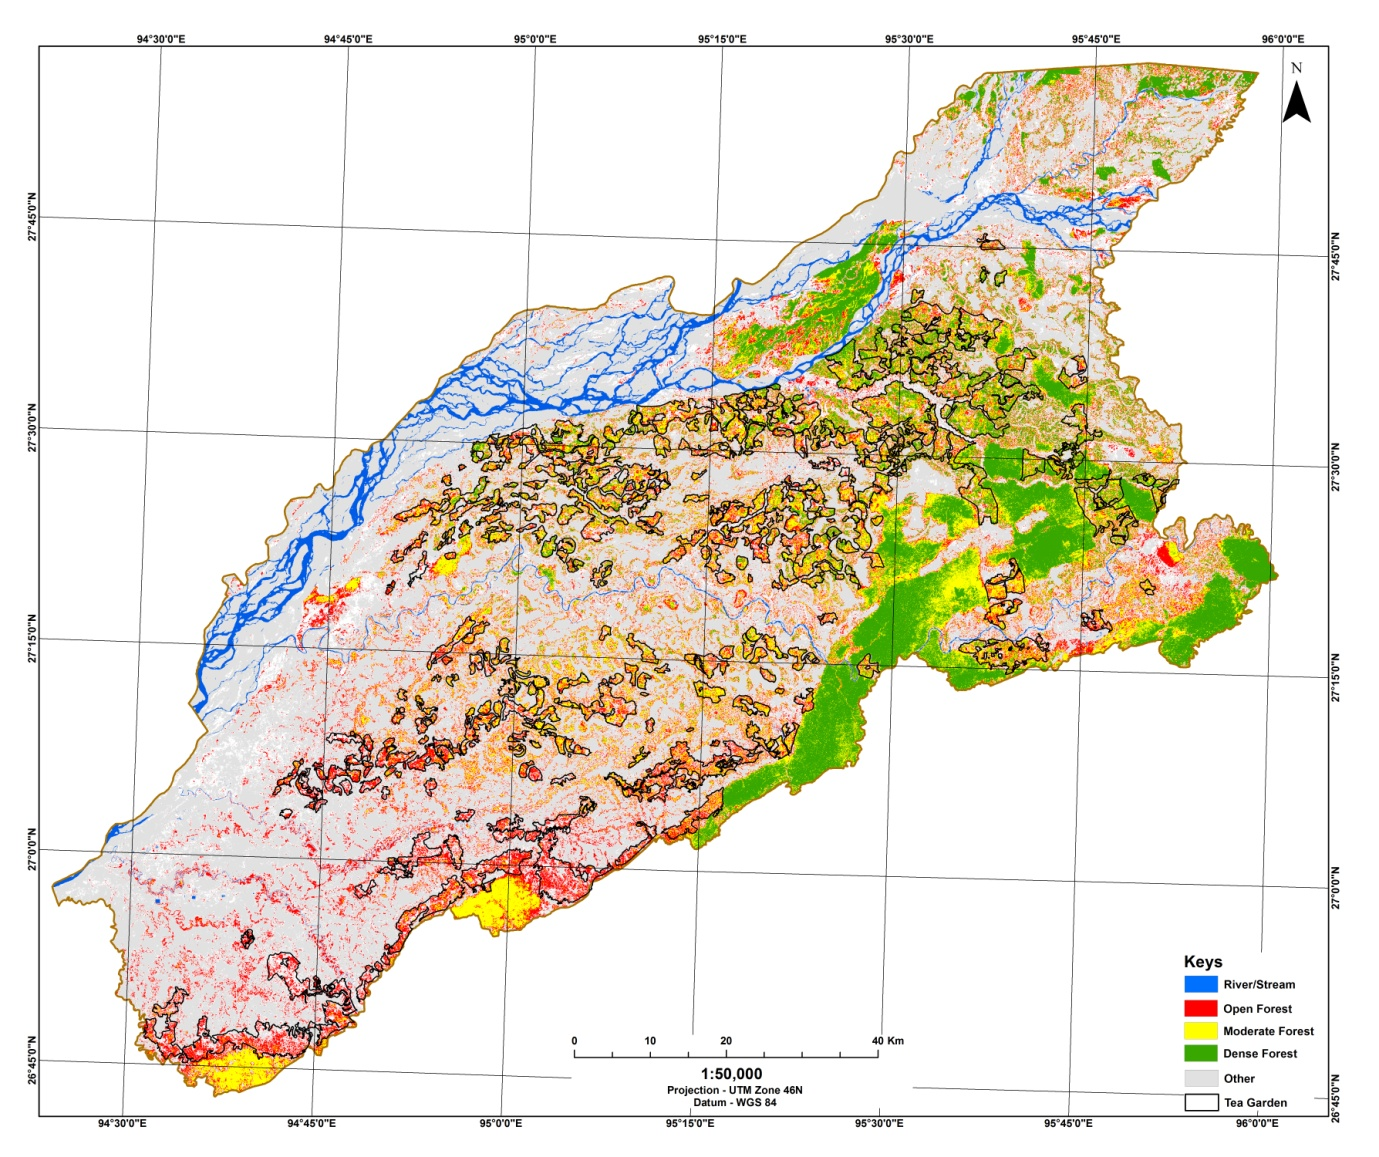 94°30'0"E 94°45'0"E 95°0'0"E 95°15'0"E 95°30'0"E 95°45'0"E 96°0'0"E
N
27°45'0"N
27°45'0"N
27°30'0"N
27°30'0"N
27°15'0"N
27°15'0"N
27°0'0"N
27°0'0"N
Keys
River/Stream
Open Forest
Moderate Forest
Dense Forest
Other
Tea Garden
0 10 20 40 Km
1:50,000
Projection - UTM Zone 46N
Datum - WGS 84
26°45'0"N
26°45'0"N
94°30'0"E 94°45'0"E 95°0'0"E 95°15'0"E 95°30'0"E 95°45'0"E 96°0'0"E